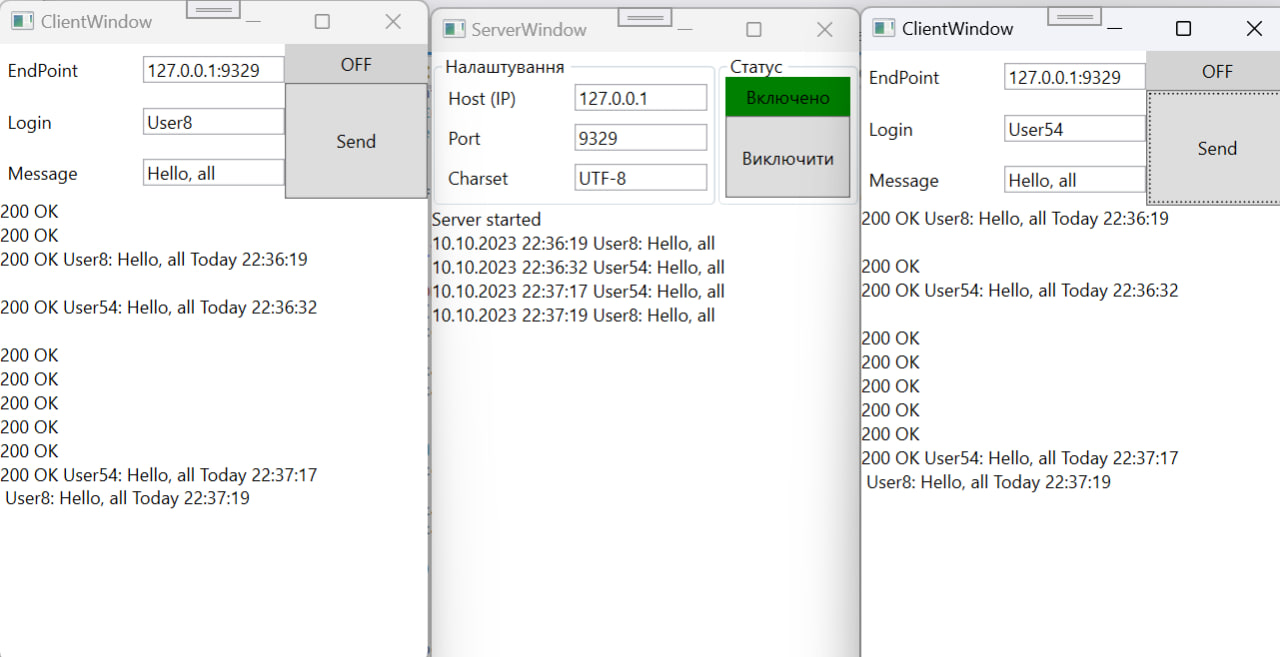 ClientWindow
EndPoint 127.0.0.1:9329 OFF
Login User8
Send
Message Hello, all
200 OK
200 OK
200 OK User8: Hello, all Today 22:36:19
200 OK User54: Hello, all Today 22:36:32
200 OK
200 OK
200 OK
200 OK
200 OK
200 OK User54: Hello, all Today 22:37:17
User8: Hello, all Today 22:37:19
ServerWindow
Налаштування
Host (IP) 127.0.0.1
Port 9329
Charset UTF-8
Статус
Включено
Виключити
Server started
10.10.2023 22:36:19 User8: Hello, all
10.10.2023 22:36:32 User54: Hello, all
10.10.2023 22:37:17 User54: Hello, all
10.10.2023 22:37:19 User8: Hello, all
ClientWindow
EndPoint 127.0.0.1:9329 OFF
Login User54
Send
Message Hello, all
200 OK User8: Hello, all Today 22:36:19
200 OK
200 OK User54: Hello, all Today 22:36:32
200 OK
200 OK
200 OK
200 OK
200 OK
200 OK User54: Hello, all Today 22:37:17
User8: Hello, all Today 22:37:19